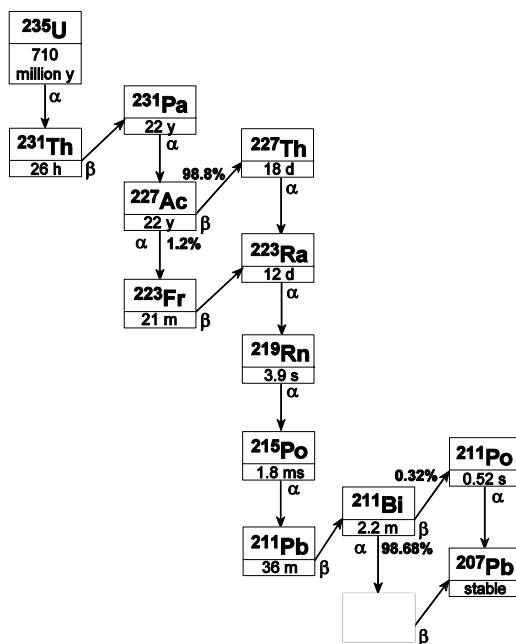 ²³⁵U
710
million y
α
²³¹Th
26 h
β
²³¹Pa
22 y
α
²²⁷Ac
22 y
β
98.8%
α
1.2%
²²³Fr
21 m
β
²²⁷Th
18 d
α
²²³Ra
12 d
α
²¹⁹Rn
3.9 s
α
²¹⁵Po
1.8 ms
α
²¹¹Pb
36 m
β
²¹¹Bi
2.2 m
β
0.32%
α
98.68%
²¹¹Po
0.52 s
α
²⁰⁷Pb
stable
β